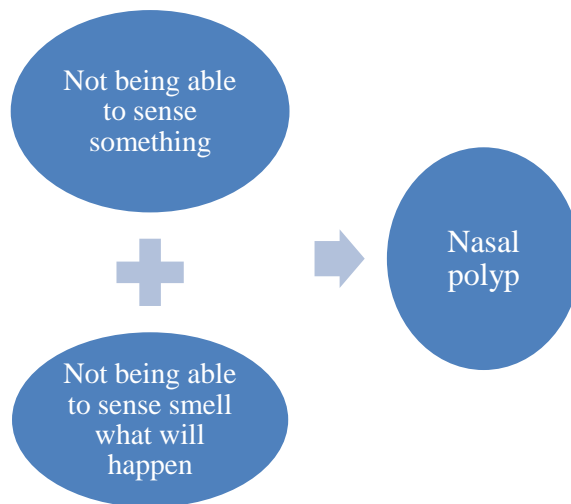 Not being able
to sense
something
Nasal
polyp
Not being able
to sense smell
what will
happen